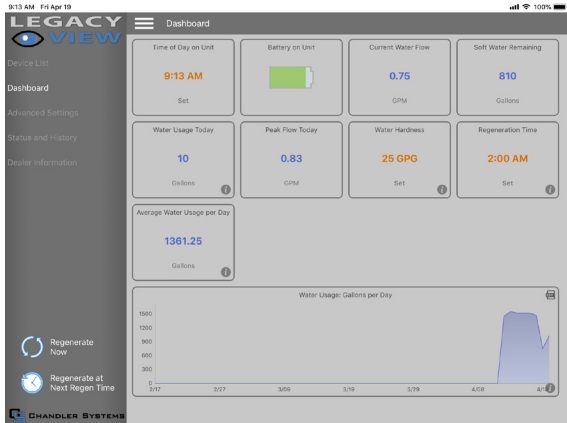 9:13 AM Fri Apr 19
100%
LEGACY
VIEW
Dashboard
Device List
Dashboard
Advanced Settings
Status and History
Dealer Information
Regenerate
Now
Regenerate at
Next Regen Time
CHANDLER SYSTEMS
Time of Day on Unit
9:13 AM
Set
Battery on Unit
Current Water Flow
0.75
GPM
Soft Water Remaining
810
Gallons
Water Usage Today
10
Gallons
Peak Flow Today
0.83
GPM
Water Hardness
25 GPG
Set
Regeneration Time
2:00 AM
Set
Average Water Usage per Day
1361.25
Gallons
Water Usage: Gallons per Day
1500
1200
900
600
300
0
2/17 2/27 3/09 3/19 3/29 4/08